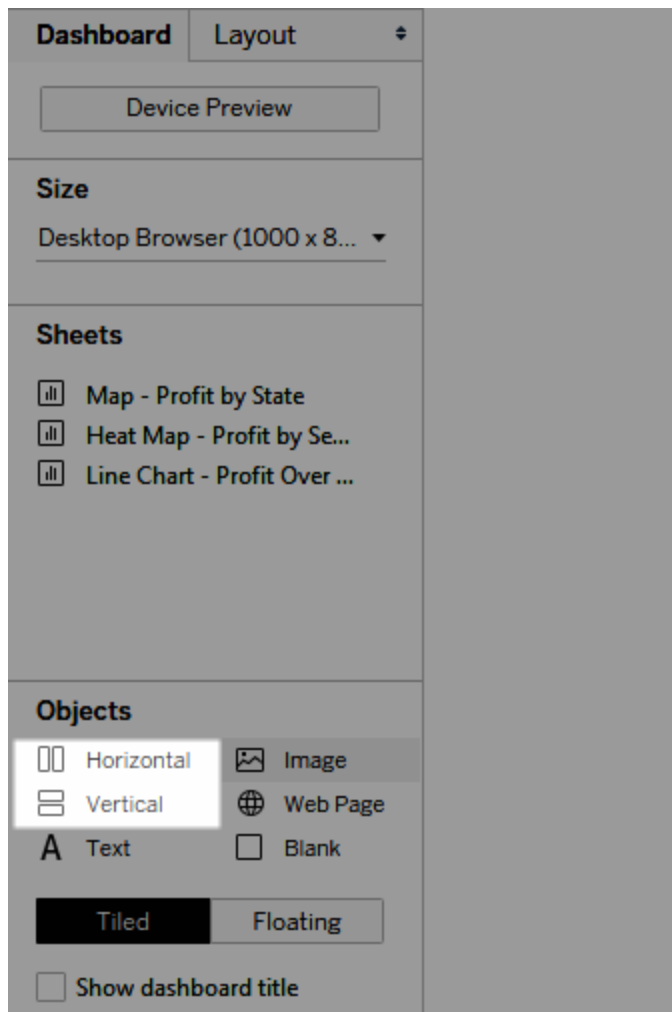 Dashboard Layout
Device Preview
Size
Desktop Browser (1000 x 8...
Sheets
Map - Profit by State
Heat Map - Profit by Se...
Line Chart - Profit Over ...
Objects
Horizontal Image
Vertical Web Page
A Text Blank
Tiled Floating
Show dashboard title